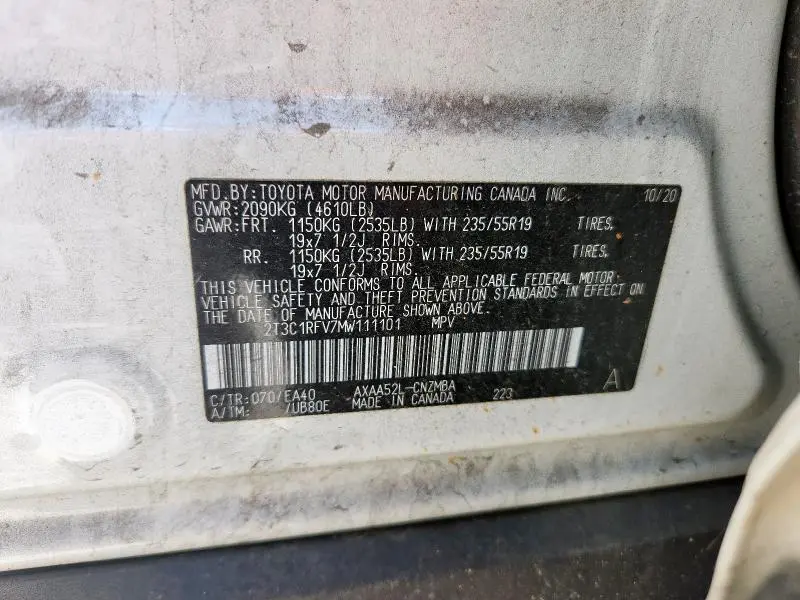 MFD.BY:TOYOTA MOTOR MANUFACTURING CANADA INC. 10/20
GVWR:2090KG (4610LB)
GAWR:FRT. 1150KG (2535LB) WITH 235/55R19 TIRES,
19x7 1/2J RIMS.
RR. 1150KG (2535LB) WITH 235/55R19 TIRES,
19x7 1/2J RIMS.
THIS VEHICLE CONFORMS TO ALL APPLICABLE FEDERAL MOTOR
VEHICLE SAFETY AND THEFT PREVENTION STANDARDS IN EFFECT ON
THE DATE OF MANUFACTURE SHOWN ABOVE.
2T3C1RFV7MW111101 MPV
C/TR:070/EA40 AXAA52L-CNZMBA
A/TM: /UB80E MADE IN CANADA 223 A